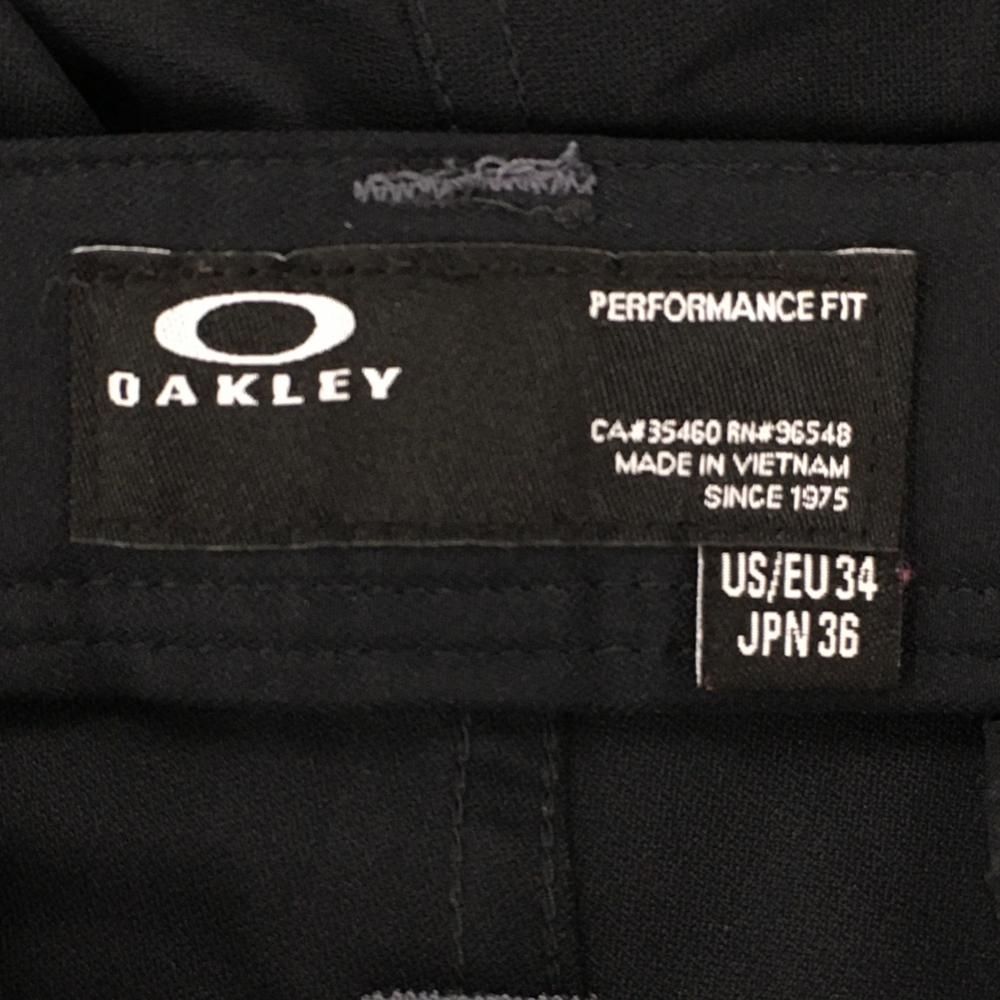 OAKLEY
PERFORMANCE FIT
CA#35460 RN#96548
MADE IN VIETNAM
SINCE 1975
US/EU 34
JPN 36